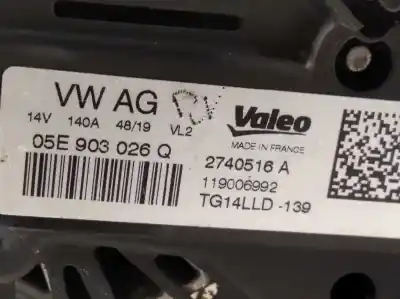 VW AG
14V 140A 48/19 VL2
05E 903 026 Q
Valeo
MADE IN FRANCE
2740516 A
119006992
TG14LLD -139